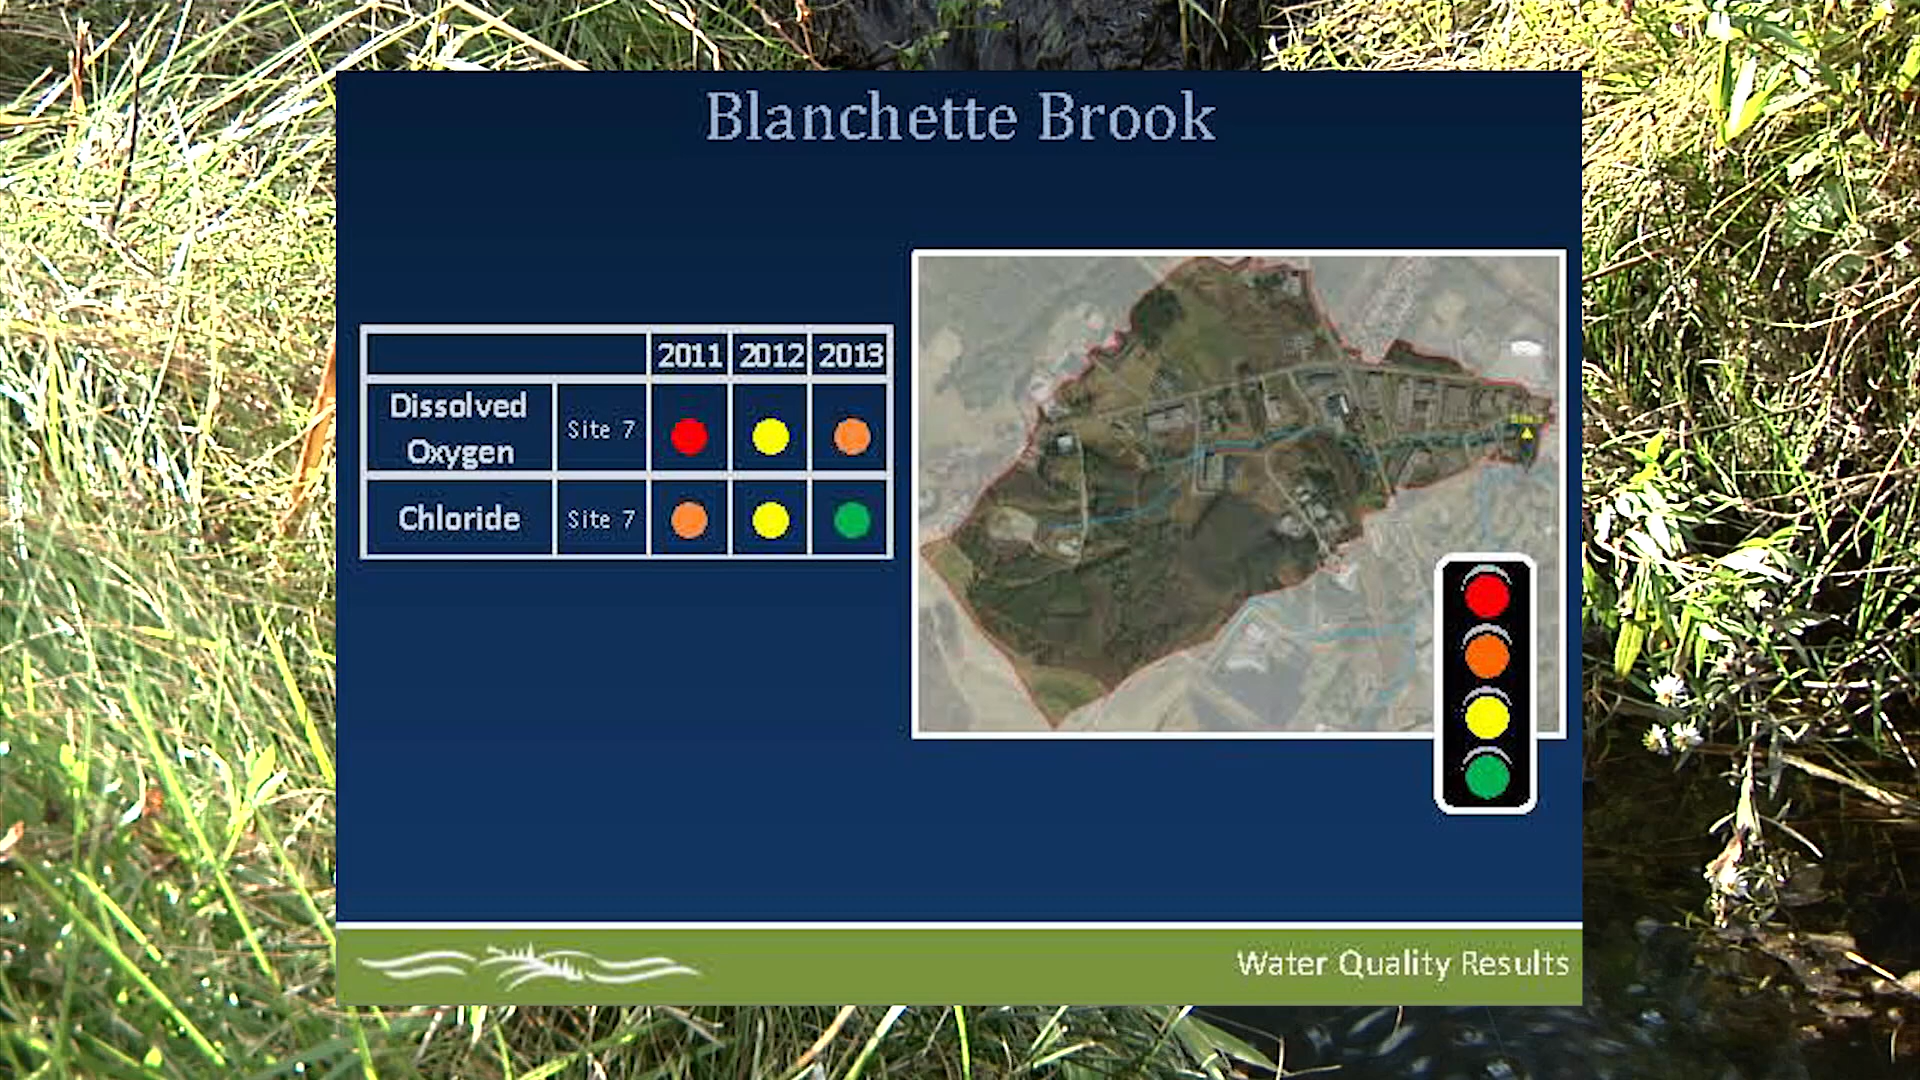 Blanchette Brook
2011 2012 2013
Dissolved
Oxygen
Site 7
Chloride
Site 7
Water Quality Results